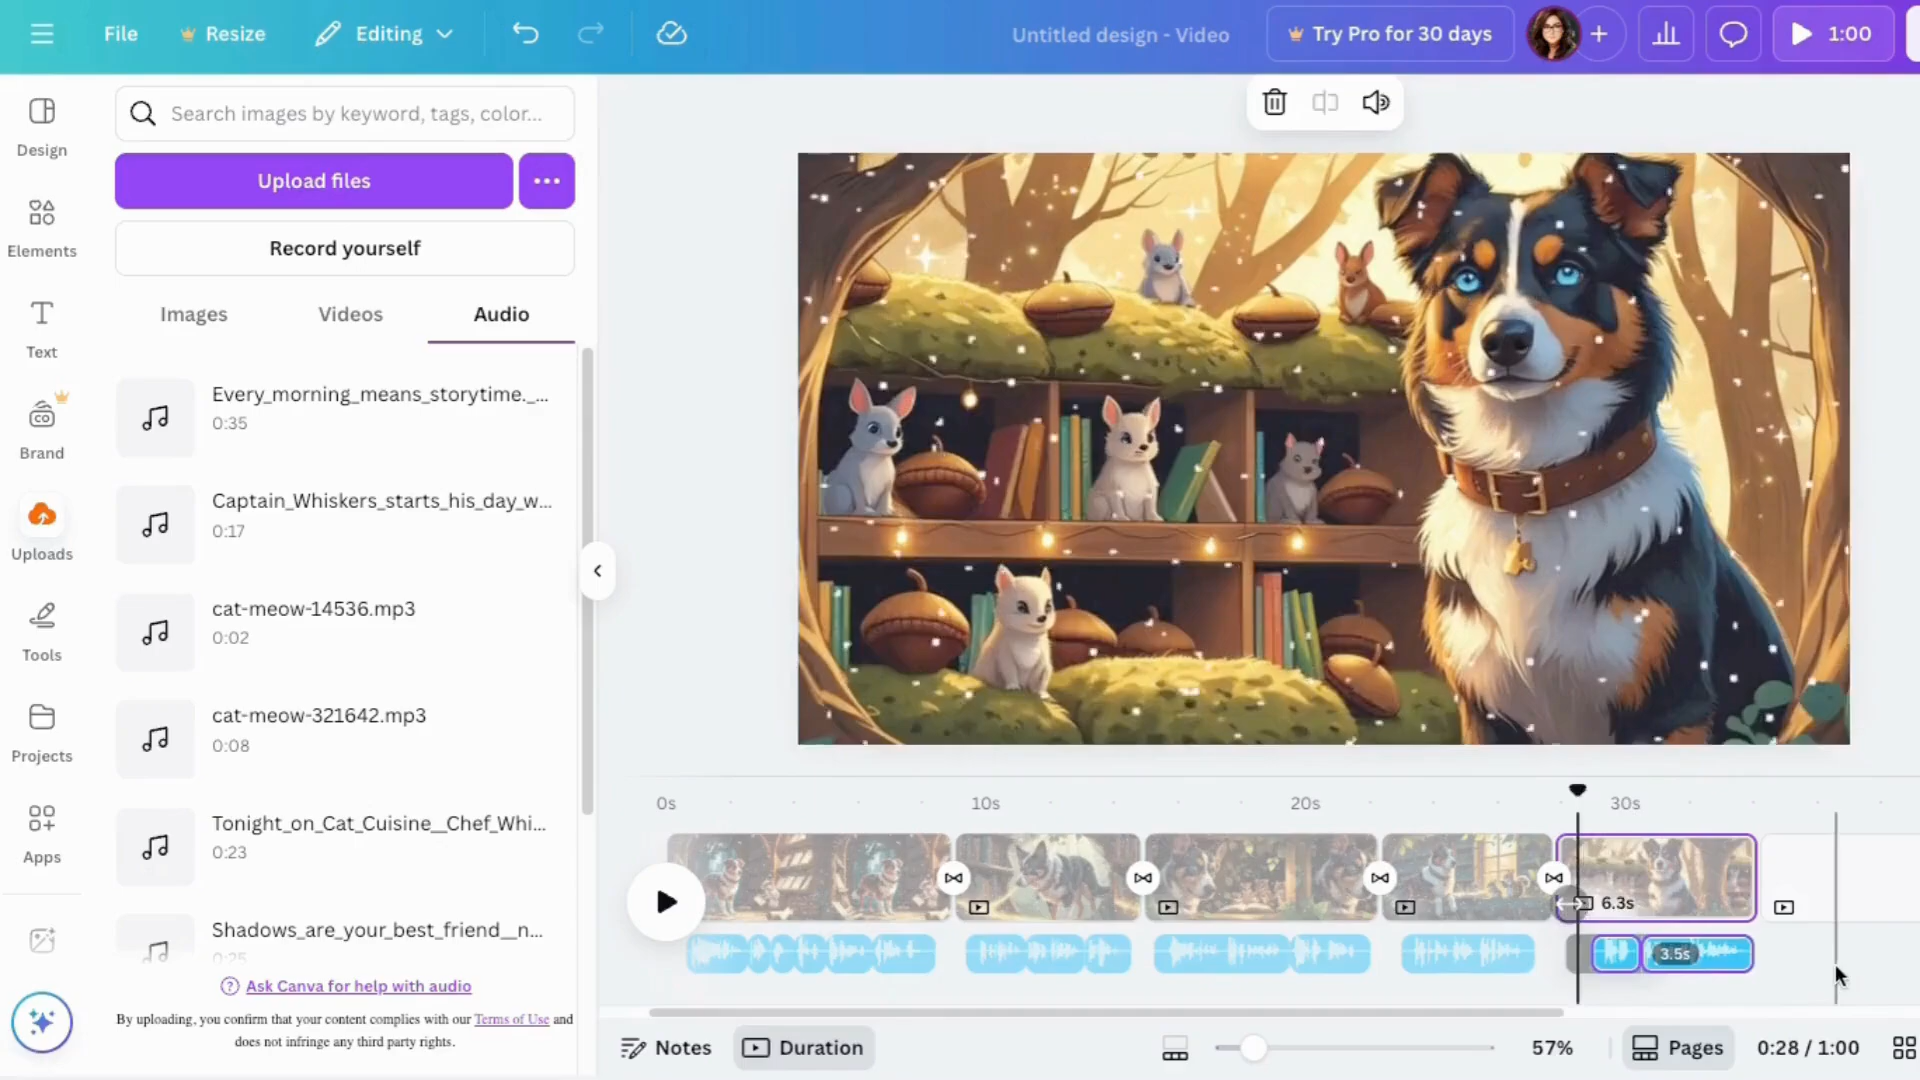 File
Resize
Editing
Untitled design - Video
Try Pro for 30 days
1:00
Design
Elements
Text
Brand
Uploads
Tools
Projects
Apps
Search images by keyword, tags, color...
Upload files
Record yourself
Images
Videos
Audio
Every_morning_means_storytime._...
0:35
Captain_Whiskers_starts_his_day_w...
0:17
cat-meow-14536.mp3
0:02
cat-meow-321642.mp3
0:08
Tonight_on_Cat_Cuisine__Chef_Whi...
0:23
Shadows_are_your_best_friend__n...
0:25
Ask Canva for help with audio
By uploading, you confirm that your content complies with our Terms of Use and
does not infringe any third party rights.
0s
10s
20s
30s
6.3s
3.5s
Notes
Duration
57%
Pages
0:28 / 1:00